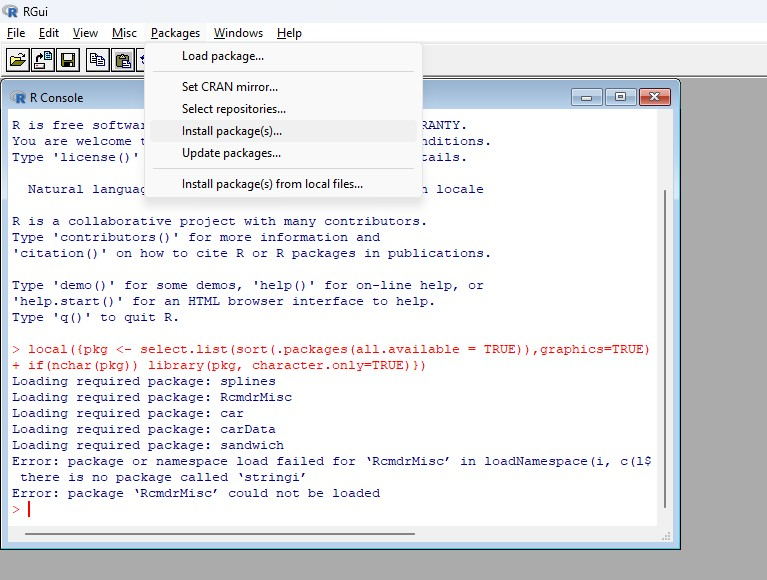 RGui
File Edit View Misc Packages Windows Help
Load package...
Set CRAN mirror...
Select repositories...
Install package(s)...
Update packages...
Install package(s) from local files...
R Console
R is free softwar RANTY.
You are welcome t nditions.
Type 'license()' tails.
Natural languag n locale
R is a collaborative project with many contributors.
Type 'contributors()' for more information and
'citation()' on how to cite R or R packages in publications.
Type 'demo()' for some demos, 'help()' for on-line help, or
'help.start()' for an HTML browser interface to help.
Type 'q()' to quit R.
> local({pkg <- select.list(sort(.packages(all.available = TRUE)),graphics=TRUE)
+ if(nchar(pkg)) library(pkg, character.only=TRUE)})
Loading required package: splines
Loading required package: RcmdrMisc
Loading required package: car
Loading required package: carData
Loading required package: sandwich
Error: package or namespace load failed for ‘RcmdrMisc’ in loadNamespace(i, c(l$
there is no package called ‘stringi’
Error: package ‘RcmdrMisc’ could not be loaded
>